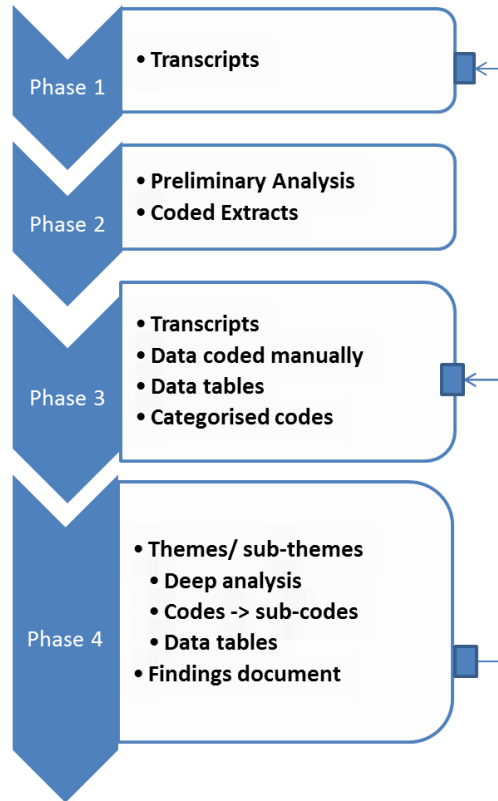 Phase 1
• Transcripts
Phase 2
• Preliminary Analysis
• Coded Extracts
Phase 3
• Transcripts
• Data coded manually
• Data tables
• Categorised codes
Phase 4
• Themes/ sub-themes
• Deep analysis
• Codes -> sub-codes
• Data tables
• Findings document